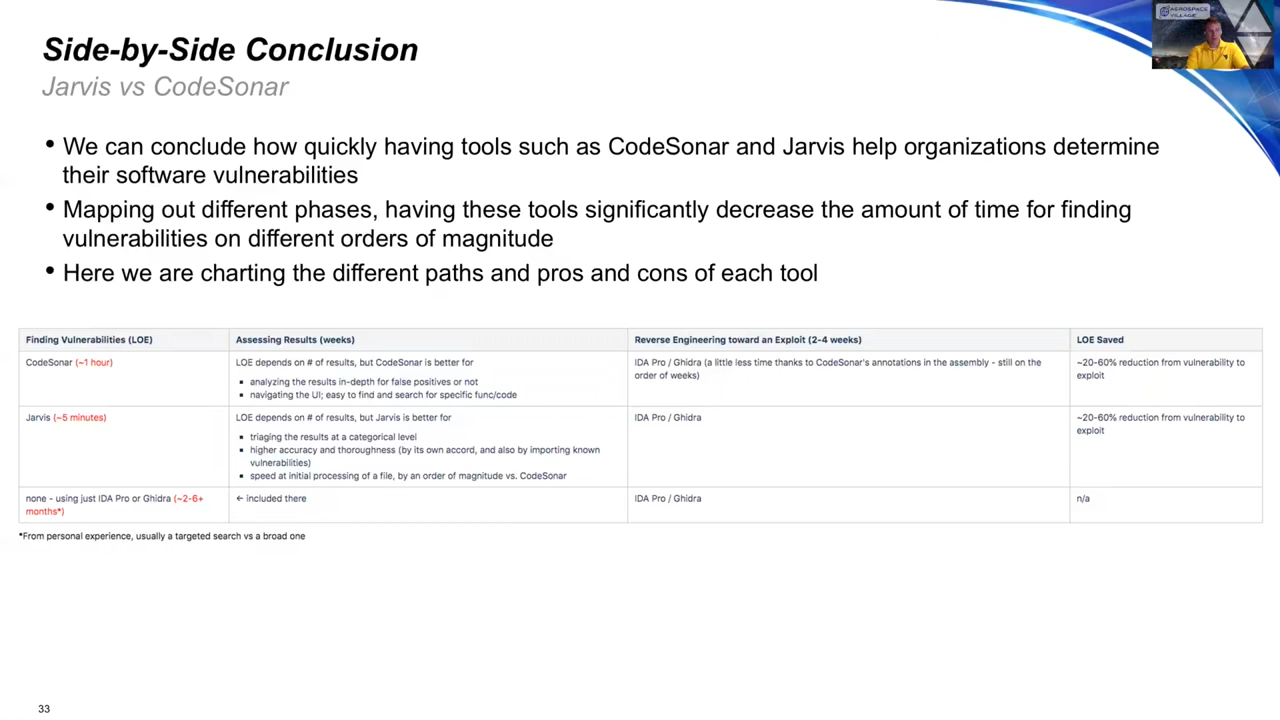 Side-by-Side Conclusion
Jarvis vs CodeSonar
AEROSPACE
VILLAGE
• We can conclude how quickly having tools such as CodeSonar and Jarvis help organizations determine
their software vulnerabilities
• Mapping out different phases, having these tools significantly decrease the amount of time for finding
vulnerabilities on different orders of magnitude
• Here we are charting the different paths and pros and cons of each tool
Finding Vulnerabilities (LOE)
Assessing Results (weeks)
Reverse Engineering toward an Exploit (2-4 weeks)
LOE Saved
CodeSonar (~1 hour)
LOE depends on # of results, but CodeSonar is better for
▪ analyzing the results in-depth for false positives or not
▪ navigating the UI; easy to find and search for specific func/code
IDA Pro / Ghidra (a little less time thanks to CodeSonar's annotations in the assembly - still on the
order of weeks)
~20-60% reduction from vulnerability to
exploit
Jarvis (~5 minutes)
LOE depends on # of results, but Jarvis is better for
▪ triaging the results at a categorical level
▪ higher accuracy and thoroughness (by its own accord, and also by importing known
vulnerabilities)
▪ speed at initial processing of a file, by an order of magnitude vs. CodeSonar
IDA Pro / Ghidra
~20-60% reduction from vulnerability to
exploit
none - using just IDA Pro or Ghidra (~2-6+
months*)
← included there
IDA Pro / Ghidra
n/a
*From personal experience, usually a targeted search vs a broad one
33